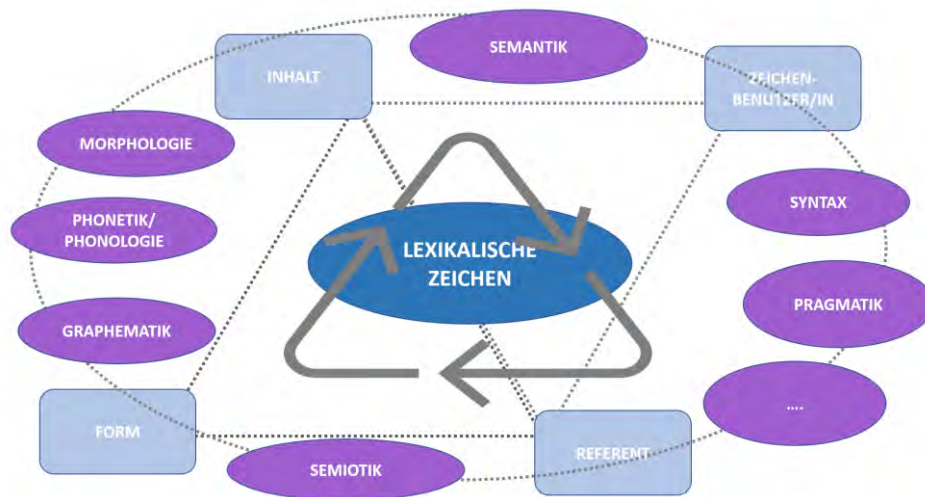 SEMANTIK
INHALT
ZEICHEN-
BENUTZER/IN
MORPHOLOGIE
SYNTAX
PHONETIK/
PHONOLOGIE
LEXIKALISCHE
ZEICHEN
PRAGMATIK
GRAPHEMATIK
....
FORM
REFERENT
SEMIOTIK